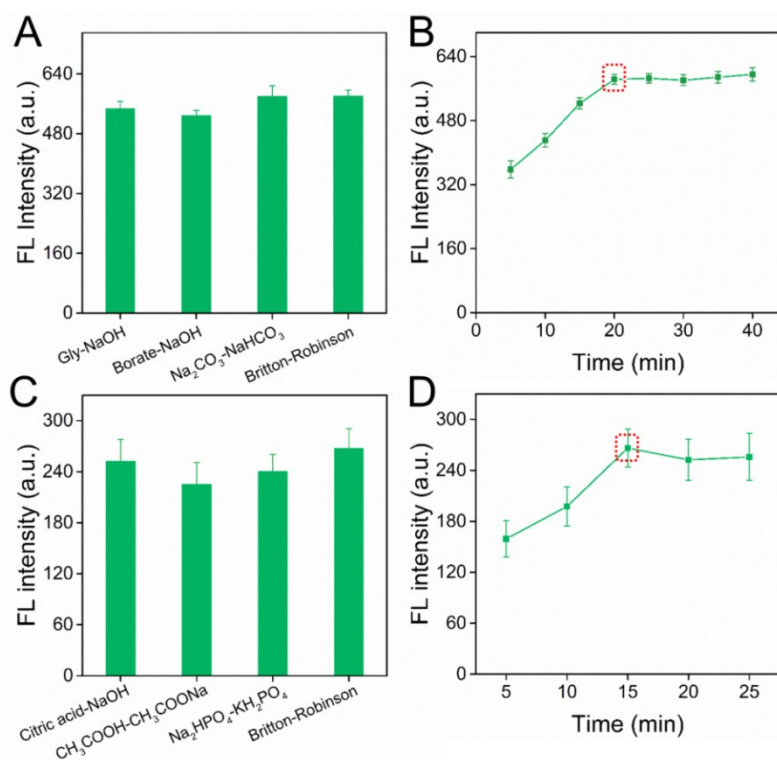 A
FL Intensity (a.u.)
640
480
320
160
0
Gly-NaOH
Borate-NaOH
Na₂CO₃-NaHCO₃
Britton-Robinson
B
FL Intensity (a.u.)
640
480
320
160
0
0
10
20
30
40
Time (min)
C
FL intensity (a.u.)
300
240
180
120
60
0
Citric acid-NaOH
CH₃COOH-CH₃COONa
Na₂HPO₄-KH₂PO₄
Britton-Robinson
D
FL intensity (a.u.)
300
240
180
120
60
0
5
10
15
20
25
Time (min)